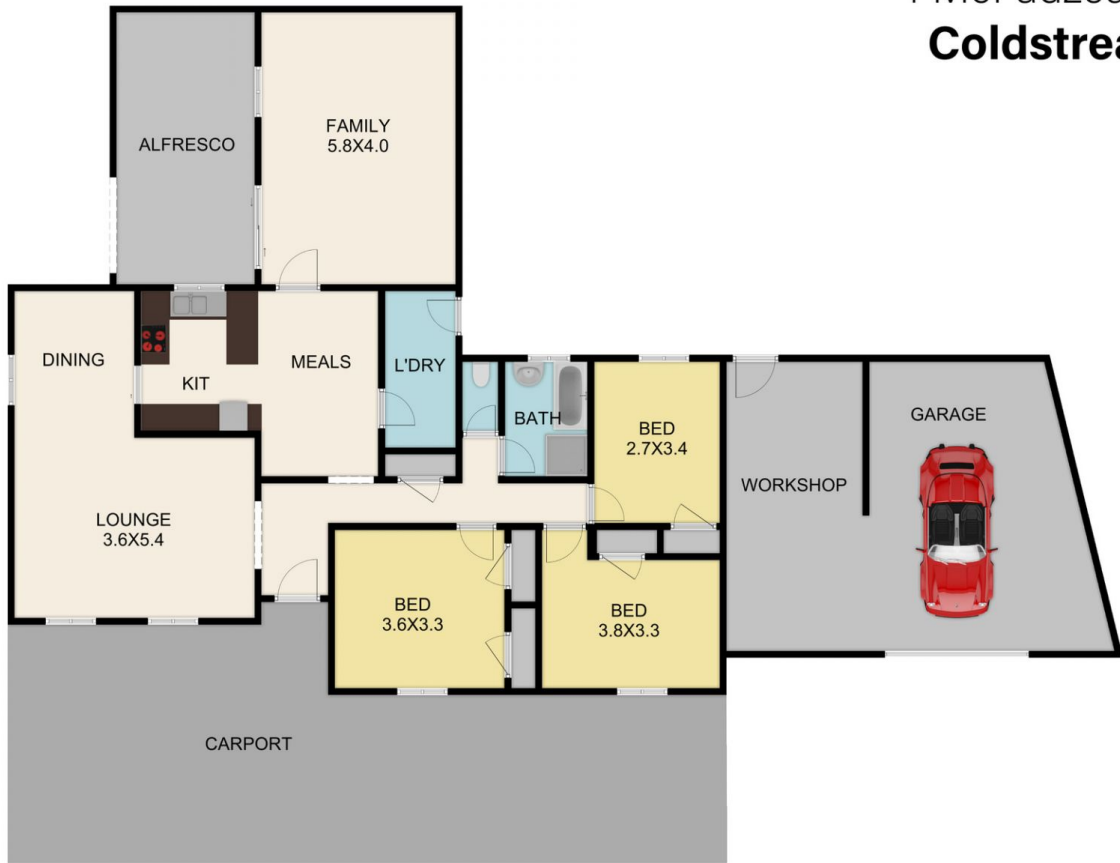 Coldstrea
ALFRESCO
FAMILY
5.8X4.0
DINING
KIT
MEALS
L'DRY
BATH
BED
2.7X3.4
GARAGE
WORKSHOP
LOUNGE
3.6X5.4
BED
3.6X3.3
BED
3.8X3.3
CARPORT